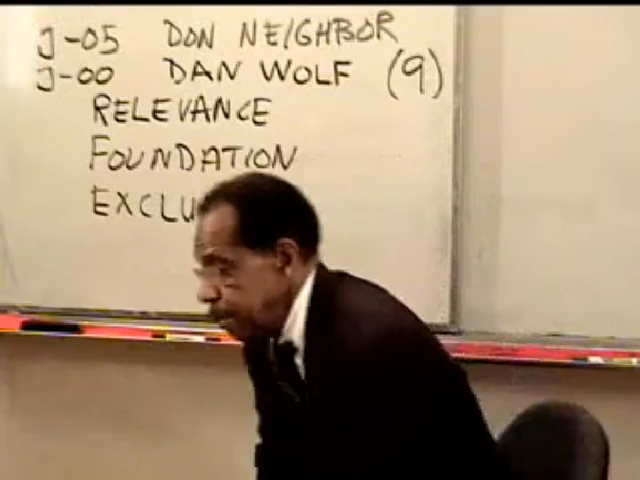 J-05 DON NEIGHBOR
J-00 DAN WOLF (9)
RELEVANCE
FOUNDATION
EXCLU